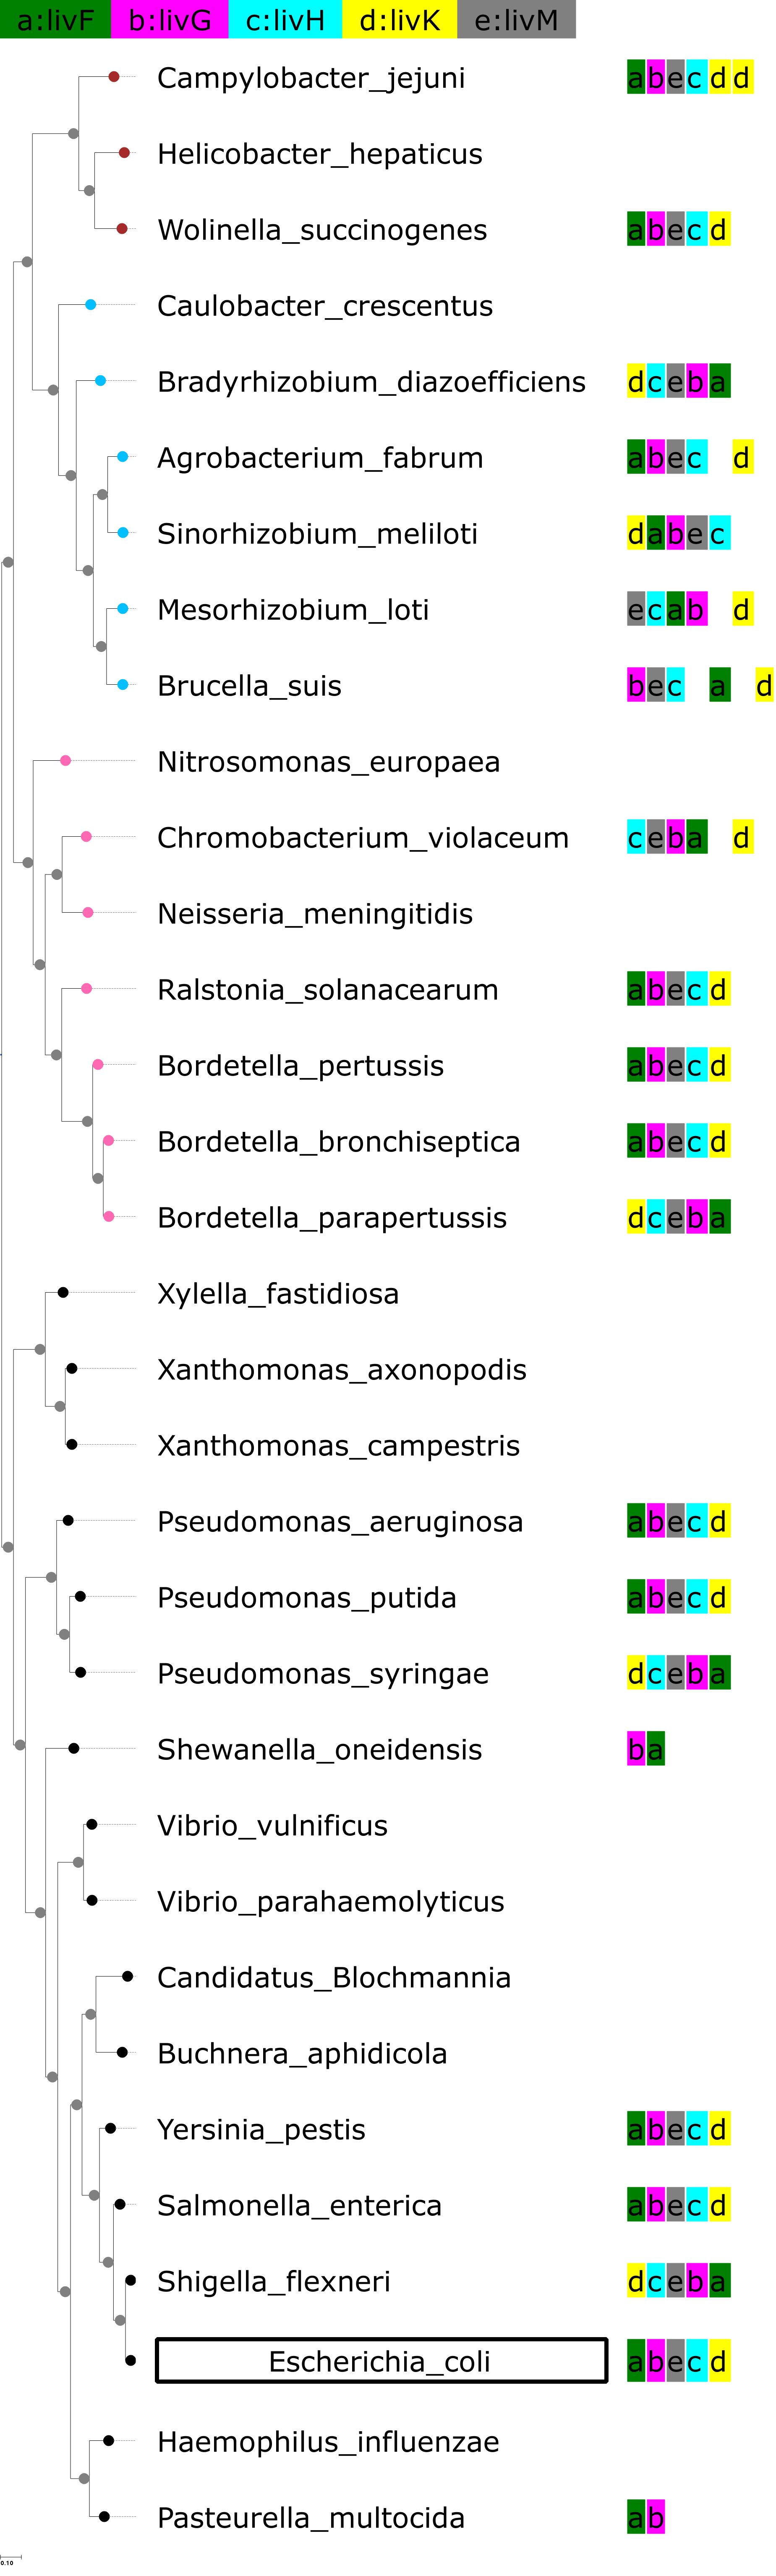 a:livF b:livG c:livH d:livK e:livM
Campylobacter_jejuni abecdd
Helicobacter_hepaticus
Wolinella_succinogenes abecd
Caulobacter_crescentus
Bradyrhizobium_diazoefficiens dceba
Agrobacterium_fabrum abec d
Sinorhizobium_meliloti dabec
Mesorhizobium_loti ecab d
Brucella_suis bec a d
Nitrosomonas_europaea
Chromobacterium_violaceum ceba d
Neisseria_meningitidis
Ralstonia_solanacearum abecd
Bordetella_pertussis abecd
Bordetella_bronchiseptica abecd
Bordetella_parapertussis dceba
Xylella_fastidiosa
Xanthomonas_axonopodis
Xanthomonas_campestris
Pseudomonas_aeruginosa abecd
Pseudomonas_putida abecd
Pseudomonas_syringae dceba
Shewanella_oneidensis ba
Vibrio_vulnificus
Vibrio_parahaemolyticus
Candidatus_Blochmannia
Buchnera_aphidicola
Yersinia_pestis abecd
Salmonella_enterica abecd
Shigella_flexneri dceba
Escherichia_coli abecd
Haemophilus_influenzae
Pasteurella_multocida ab
0.10